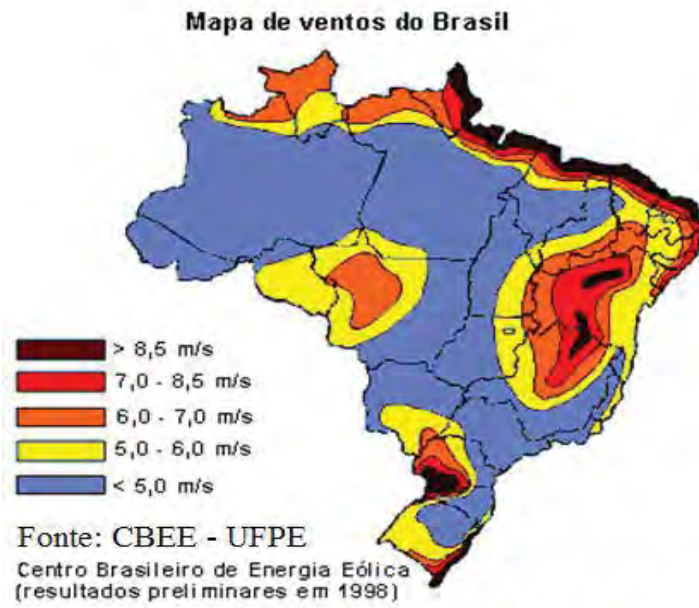 Mapa de ventos do Brasil
> 8,5 m/s
7,0 - 8,5 m/s
6,0 - 7,0 m/s
5,0 - 6,0 m/s
< 5,0 m/s
Fonte: CBEE - UFPE
Centro Brasileiro de Energia Eólica
(resultados preliminares em 1998)